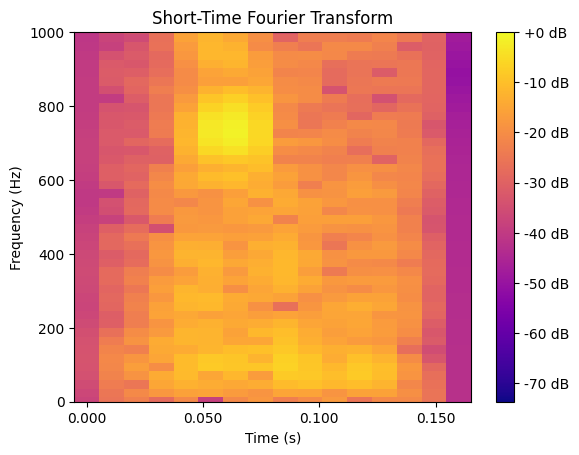 Short-Time Fourier Transform
Frequency (Hz)
1000
800
600
400
200
0
0.000
0.050
0.100
0.150
Time (s)
+0 dB
-10 dB
-20 dB
-30 dB
-40 dB
-50 dB
-60 dB
-70 dB